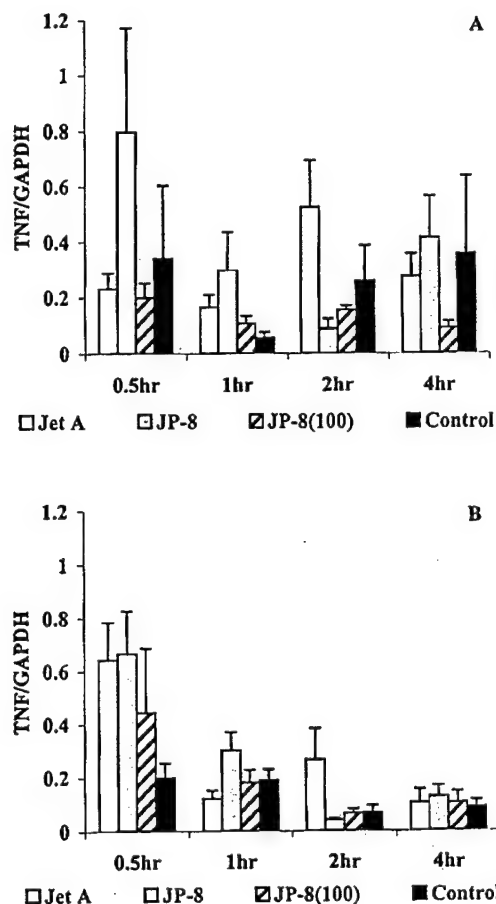 A
1.2
1
0.8
0.6
0.4
0.2
0
TNF/GAPDH
0.5hr 1hr 2hr 4hr
Jet A JP-8 JP-8(100) Control
B
1.2
1
0.8
0.6
0.4
0.2
0
TNF/GAPDH
0.5hr 1hr 2hr 4hr
Jet A JP-8 JP-8(100) Control